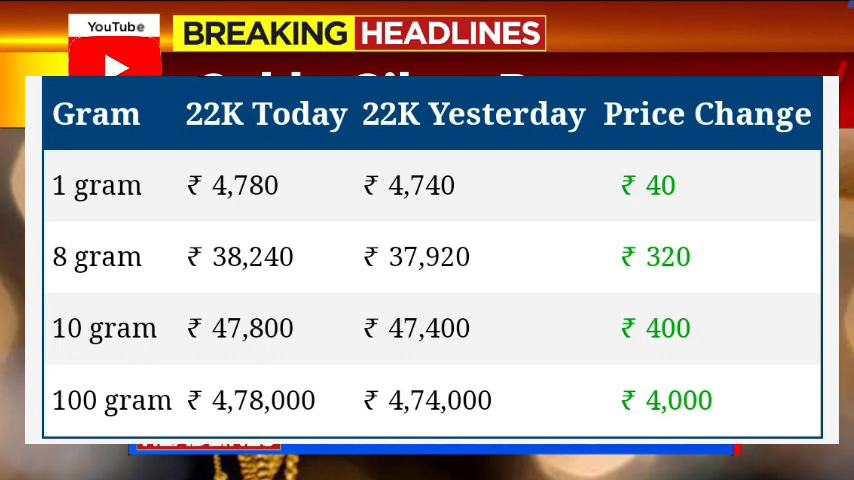 YouTube
BREAKING HEADLINES
Gram 22K Today 22K Yesterday Price Change
1 gram ₹ 4,780 ₹ 4,740 ₹ 40
8 gram ₹ 38,240 ₹ 37,920 ₹ 320
10 gram ₹ 47,800 ₹ 47,400 ₹ 400
100 gram ₹ 4,78,000 ₹ 4,74,000 ₹ 4,000